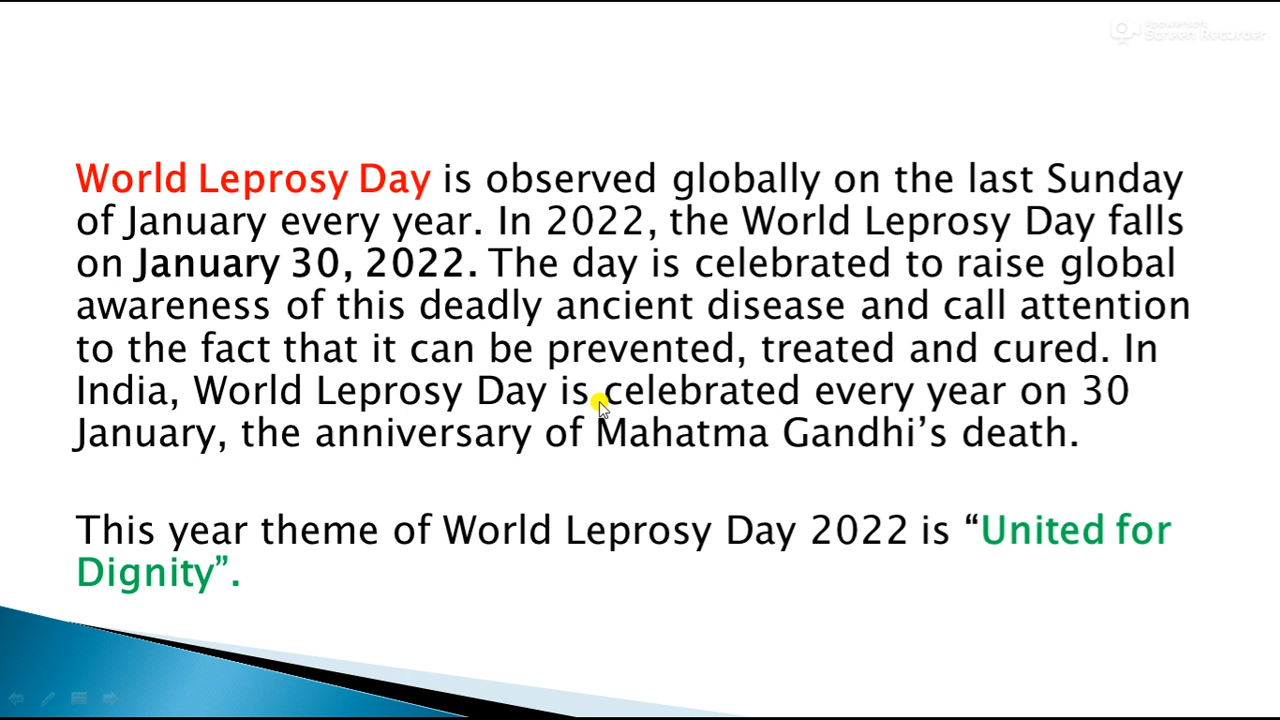 Apowersoft
Screen Recorder
World Leprosy Day is observed globally on the last Sunday
of January every year. In 2022, the World Leprosy Day falls
on January 30, 2022. The day is celebrated to raise global
awareness of this deadly ancient disease and call attention
to the fact that it can be prevented, treated and cured. In
India, World Leprosy Day is celebrated every year on 30
January, the anniversary of Mahatma Gandhi’s death.
This year theme of World Leprosy Day 2022 is “United for
Dignity”.